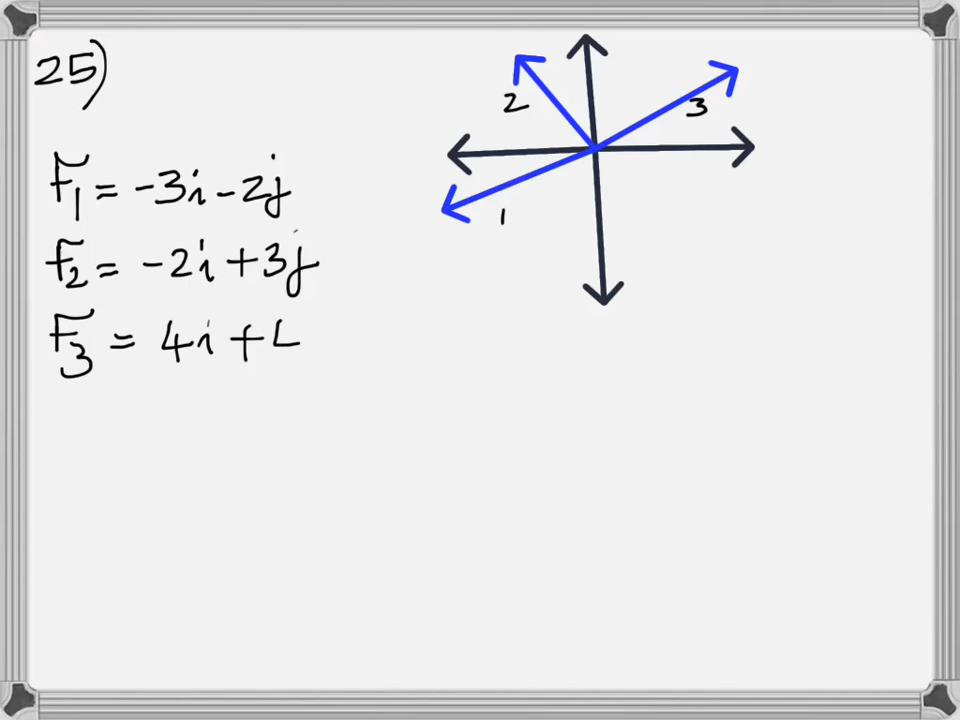 25)
F₁ = -3i - 2j
F₂ = -2i + 3j
F₃ = 4i + L
2
3
1